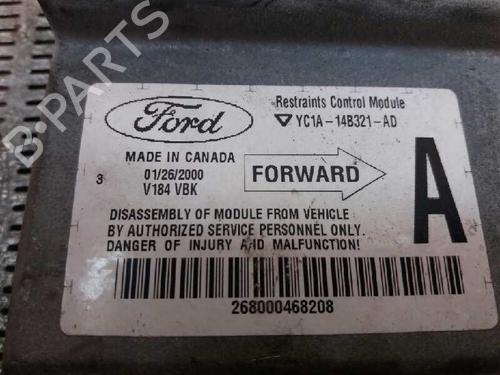 Ford
Restraints Control Module
YC1A-14B321-AD
MADE IN CANADA
3
01/26/2000
V184 VBK
FORWARD
A
DISASSEMBLY OF MODULE FROM VEHICLE
BY AUTHORIZED SERVICE PERSONNEL ONLY.
DANGER OF INJURY AND MALFUNCTION!
268000468208
B-PARTS